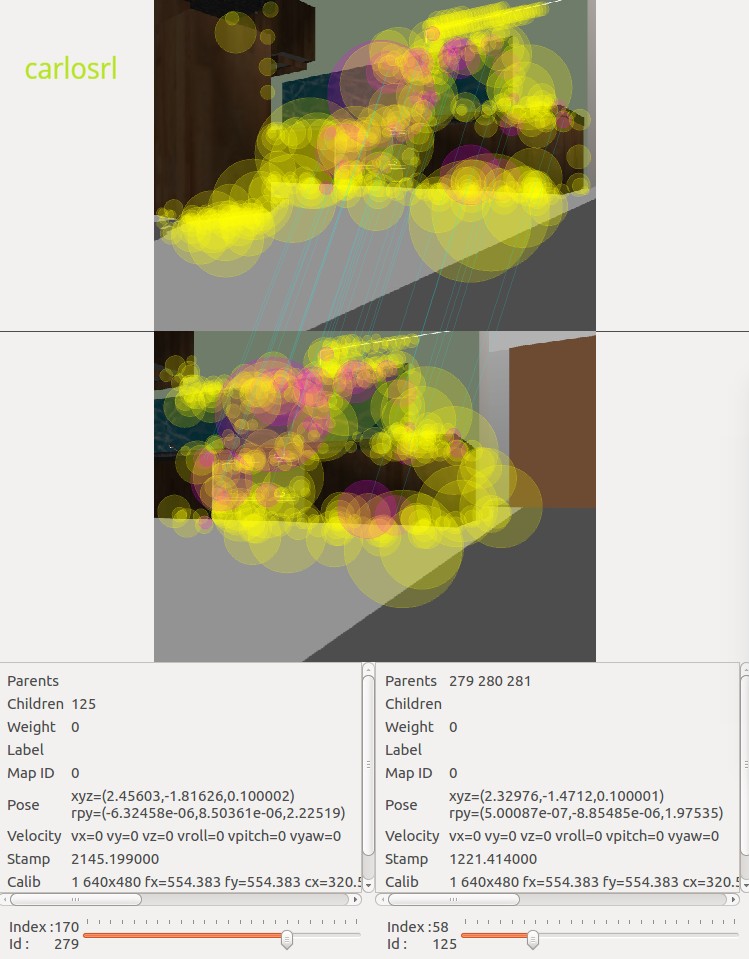 carlosrl
Parents
Children 125
Weight 0
Label
Map ID 0
Pose xyz=(2.45603,-1.81626,0.100002)
rpy=(-6.32458e-06,8.50361e-06,2.22519)
Velocity vx=0 vy=0 vz=0 vroll=0 vpitch=0 vyaw=0
Stamp 2145.199000
Calib 1 640x480 fx=554.383 fy=554.383 cx=320.5
Index :170
Id : 279
Parents 279 280 281
Children
Weight 0
Label
Map ID 0
Pose xyz=(2.32976,-1.4712,0.100001)
rpy=(5.00087e-07,-8.85485e-06,1.97535)
Velocity vx=0 vy=0 vz=0 vroll=0 vpitch=0 vyaw=0
Stamp 1221.414000
Calib 1 640x480 fx=554.383 fy=554.383 cx=320.5
Index :58
Id : 125